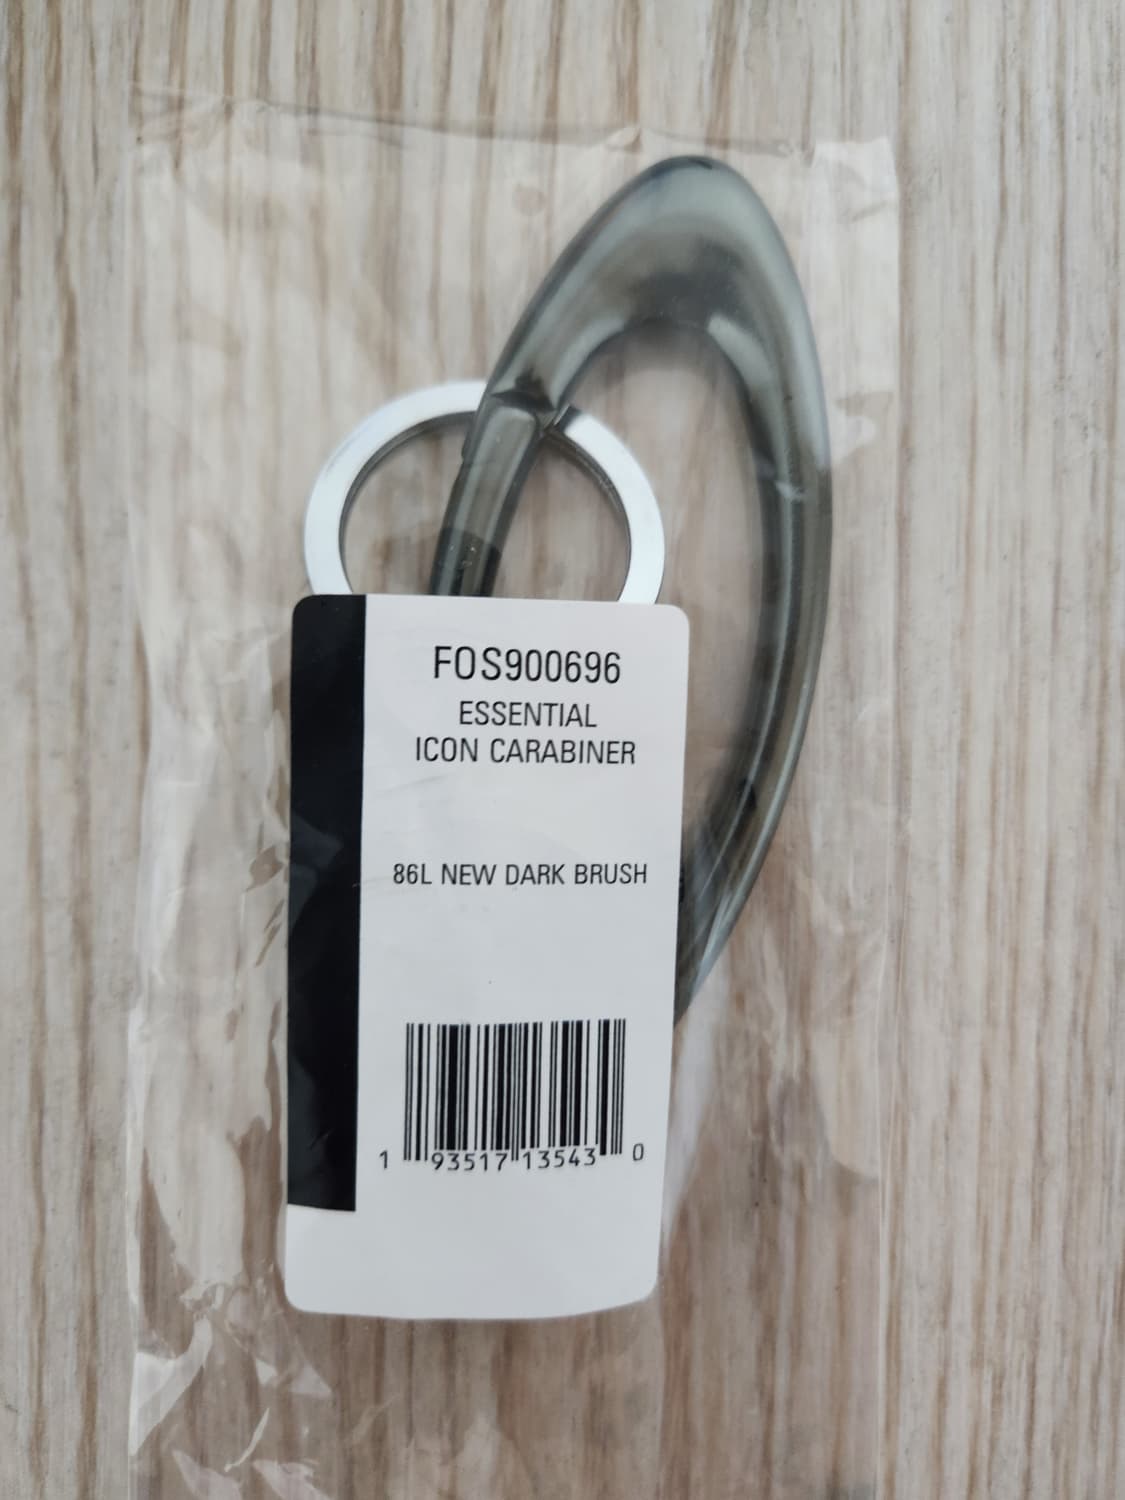 FOS900696
ESSENTIAL
ICON CARABINER
86L NEW DARK BRUSH
1 93517 13543 0